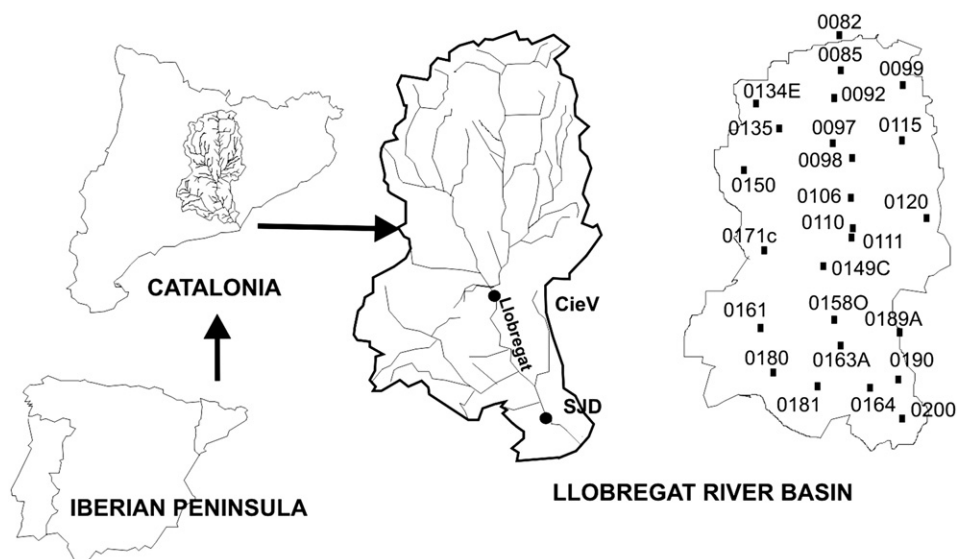 0082
0085
0099
0134E
0092
0135
0097
0115
0098
0150
0106
0120
0110
0171c
0111
0149C
CATALONIA
CieV
Llobregat
0161
0158O
0189A
0180
0163A
0190
SJD
0181
0164
0200
LLOBREGAT RIVER BASIN
IBERIAN PENINSULA